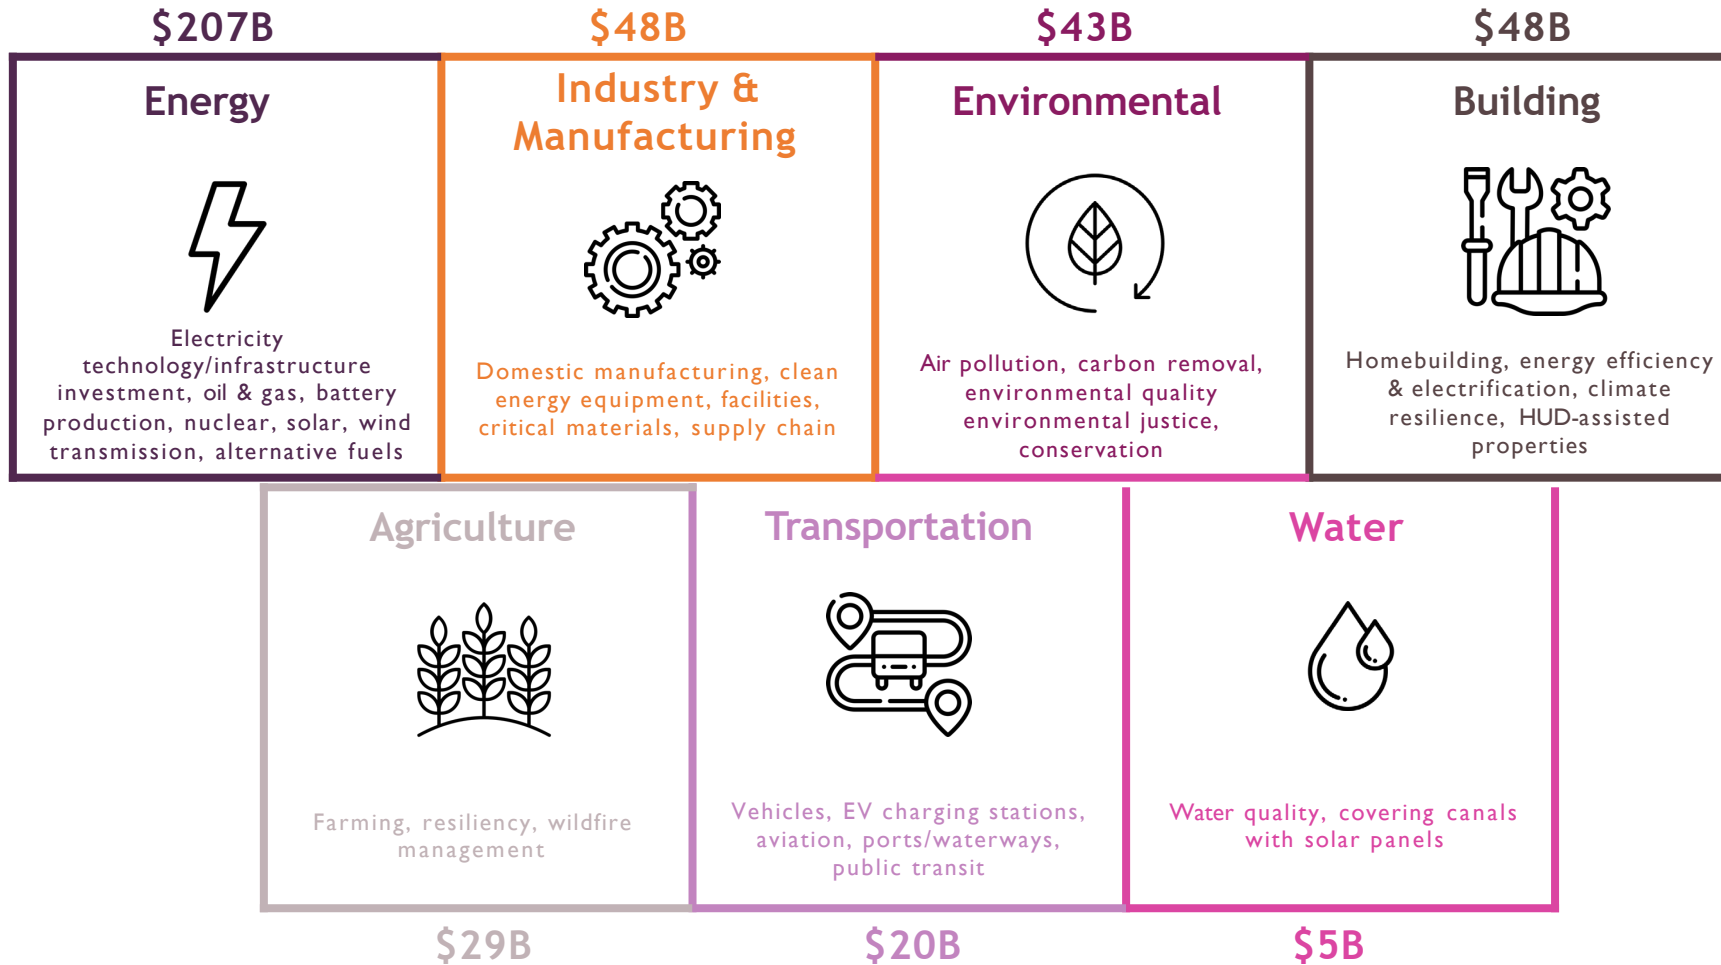 $207B
$48B
$43B
$48B
Energy
Electricity
technology/infrastructure
investment, oil & gas, battery
production, nuclear, solar, wind
transmission, alternative fuels
Industry &
Manufacturing
Domestic manufacturing, clean
energy equipment, facilities,
critical materials, supply chain
Environmental
Air pollution, carbon removal,
environmental quality
environmental justice,
conservation
Building
Homebuilding, energy efficiency
& electrification, climate
resilience, HUD-assisted
properties
Agriculture
Farming, resiliency, wildfire
management
Transportation
Vehicles, EV charging stations,
aviation, ports/waterways,
public transit
Water
Water quality, covering canals
with solar panels
$29B
$20B
$5B